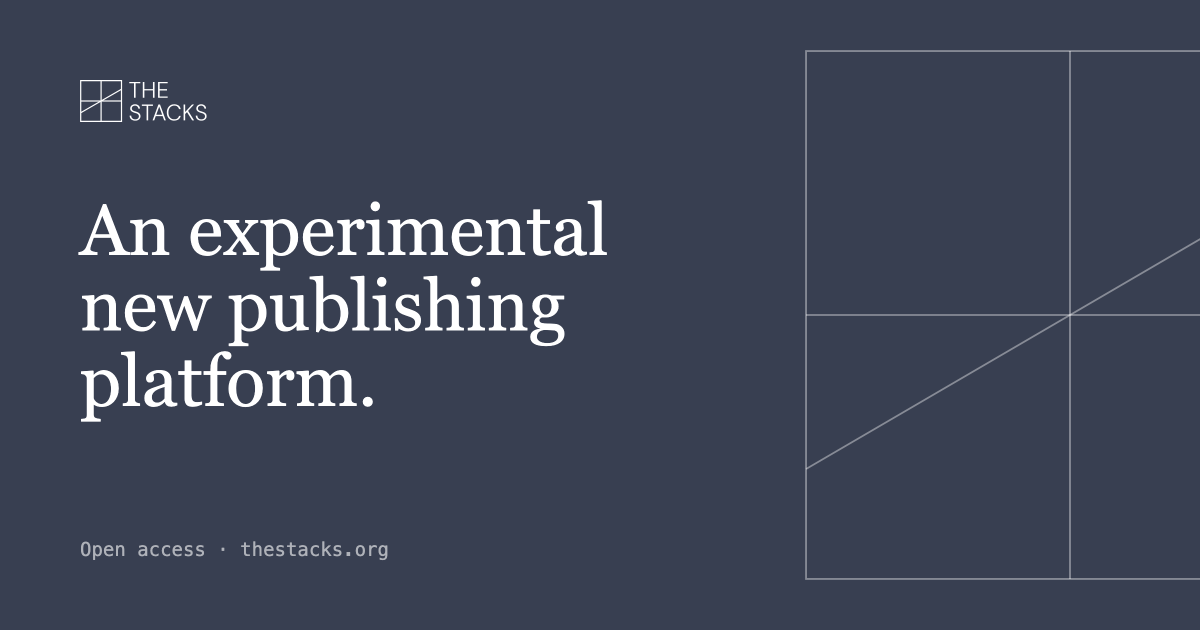 THE
STACKS
An experimental
new publishing
platform.
Open access · thestacks.org